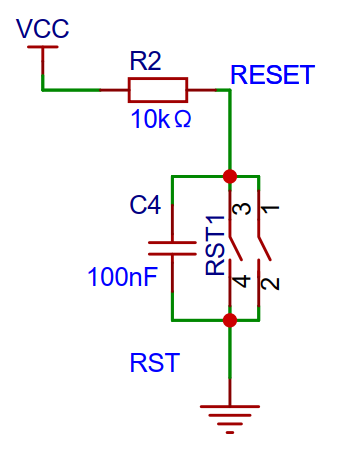 VCC
R2
RESET
10kΩ
C4
3
1
RST1
100nF
4
2
RST